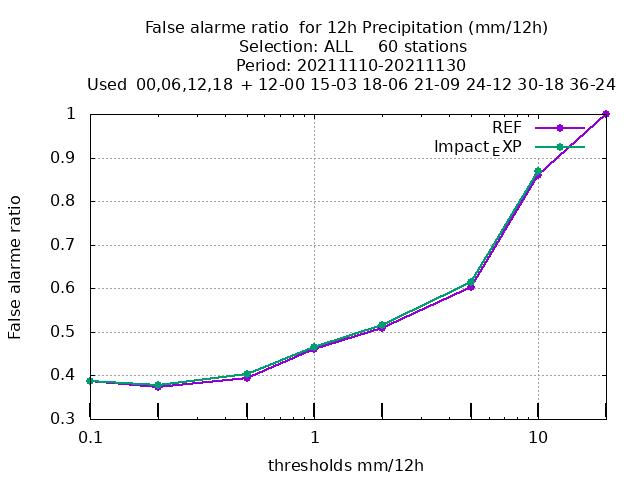 False alarme ratio  for 12h Precipitation (mm/12h)
Selection: ALL     60 stations
Period: 20211110-20211130
Used  00,06,12,18  + 12-00 15-03 18-06 21-09 24-12 30-18 36-24
REF
Impact_EXP
1
0.9
0.8
0.7
0.6
0.5
0.4
0.3
False alarme ratio
0.1 1 10
thresholds mm/12h